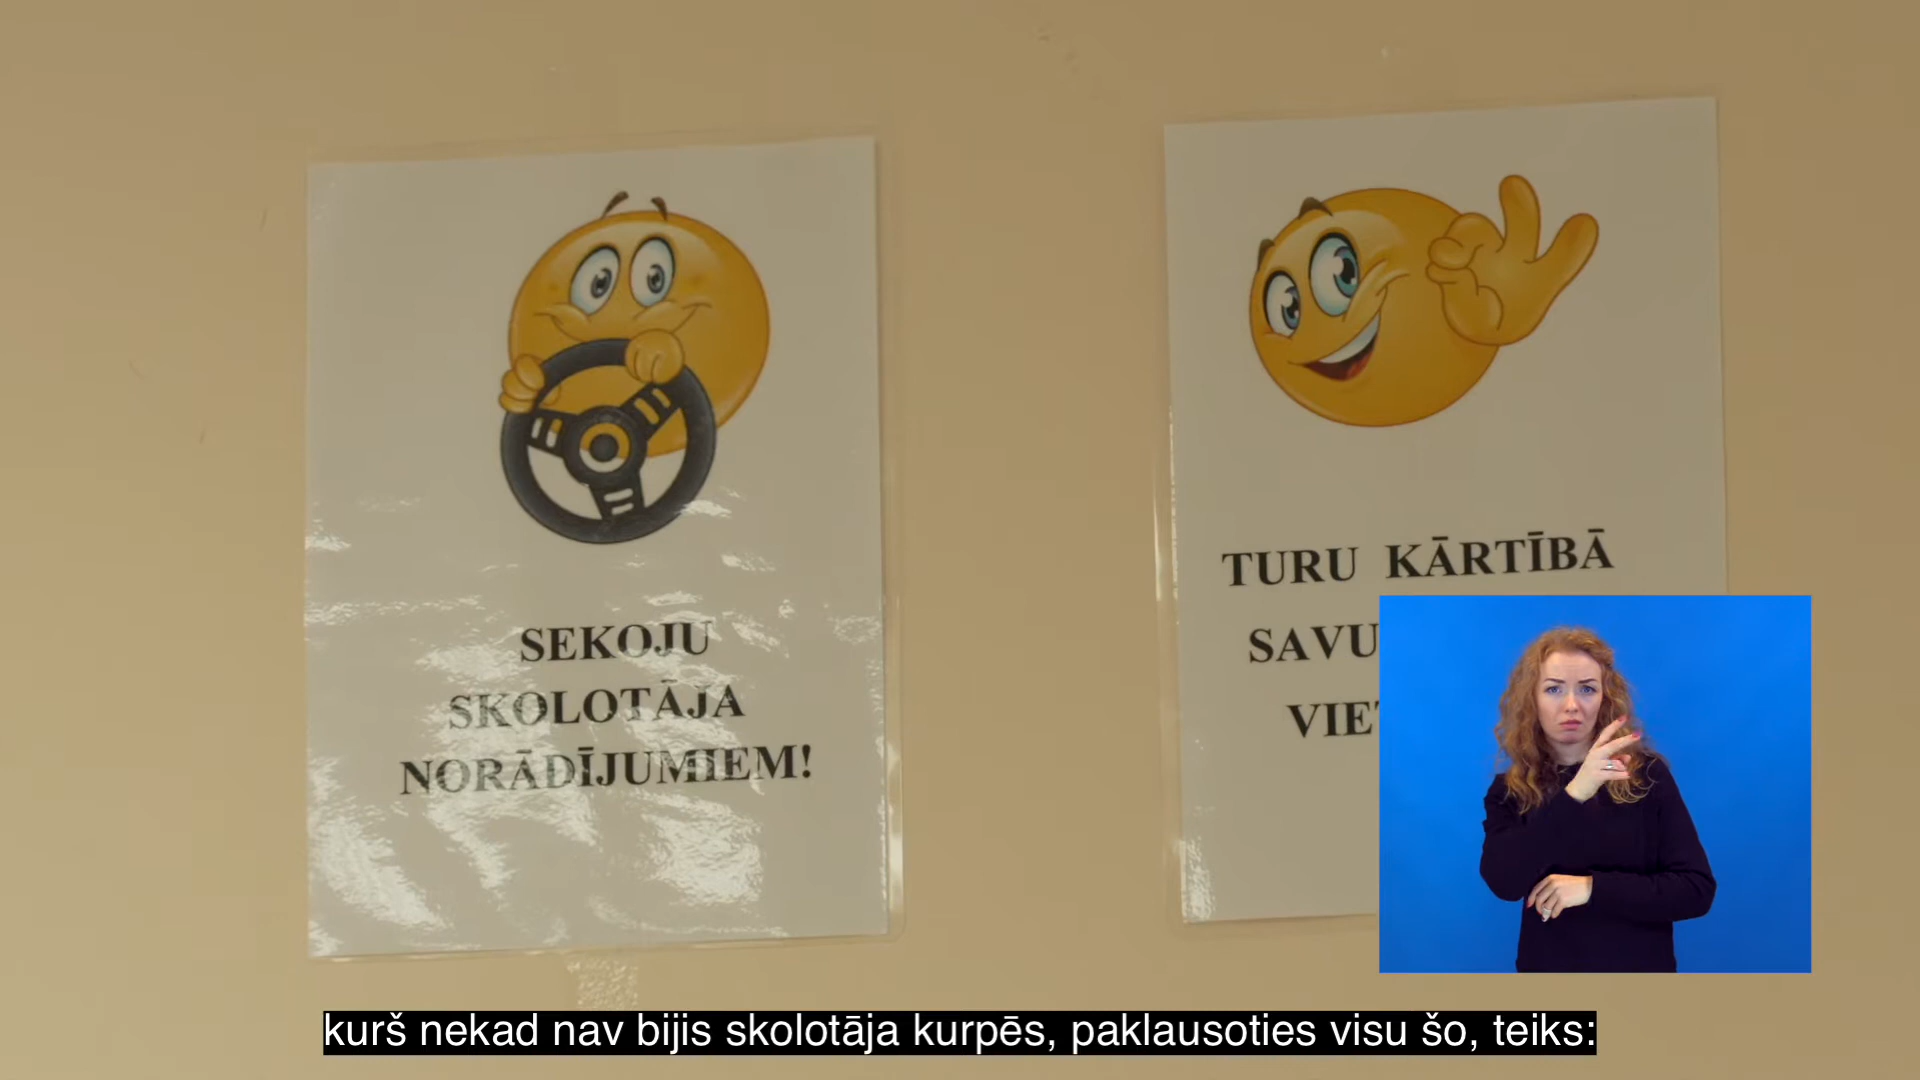 SEKOJU
SKOLOTĀJA
NORĀDĪJUMIEM!
TURU KĀRTĪBĀ
SAVU
kurš nekad nav bijis skolotāja kurpēs, paklausoties visu šo, teiks: